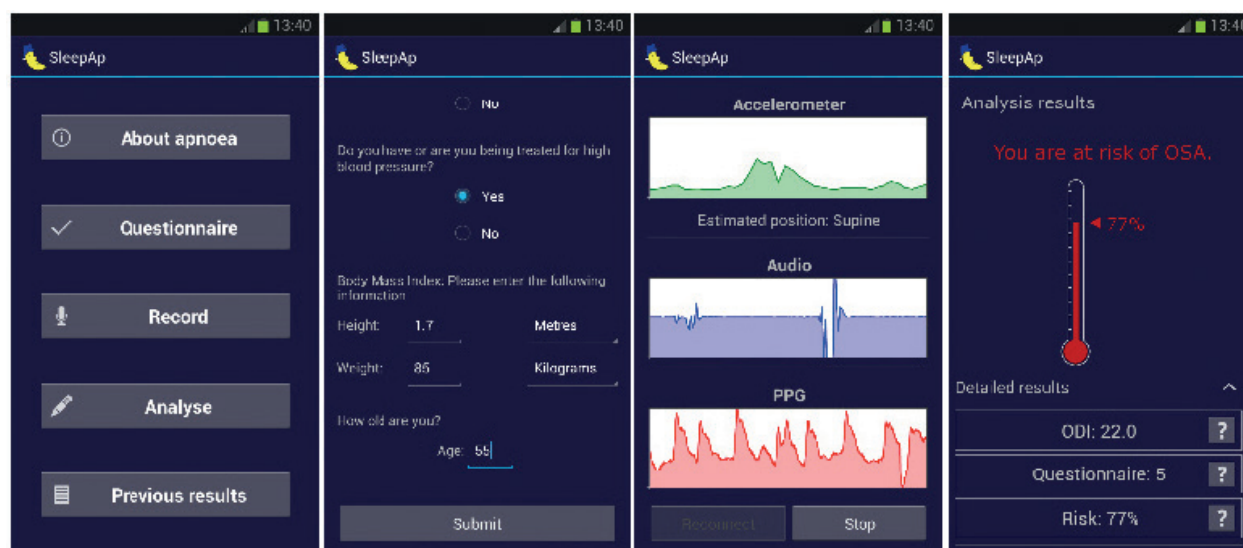 13:40
SleepAp
About apnoea
Questionnaire
Record
Analyse
Previous results
13:40
SleepAp
No
Do you have or are you being treated for high
blood pressure?
Yes
No
Body Mass Index. Please enter the following
information
Height: 1.7 Metres
Weight: 85 Kilograms
How old are you?
Age: 55
Submit
13:40
SleepAp
Accelerometer
Estimated position: Supine
Audio
PPG
Reconnect Stop
13:40
SleepAp
Analysis results
You are at risk of OSA.
77%
Detailed results
ODI: 22.0 ?
Questionnaire: 5 ?
Risk: 77% ?